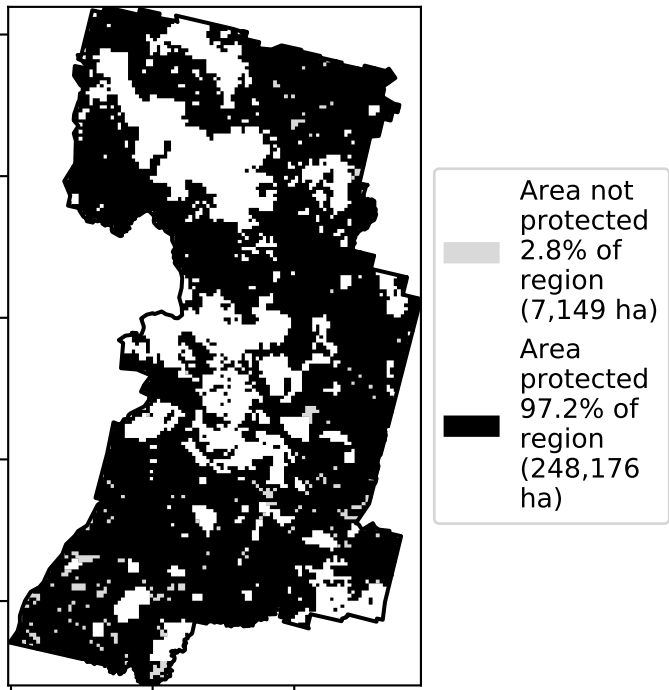 Area not
protected
2.8% of
region
(7,149 ha)
Area
protected
97.2% of
region
(248,176
ha)